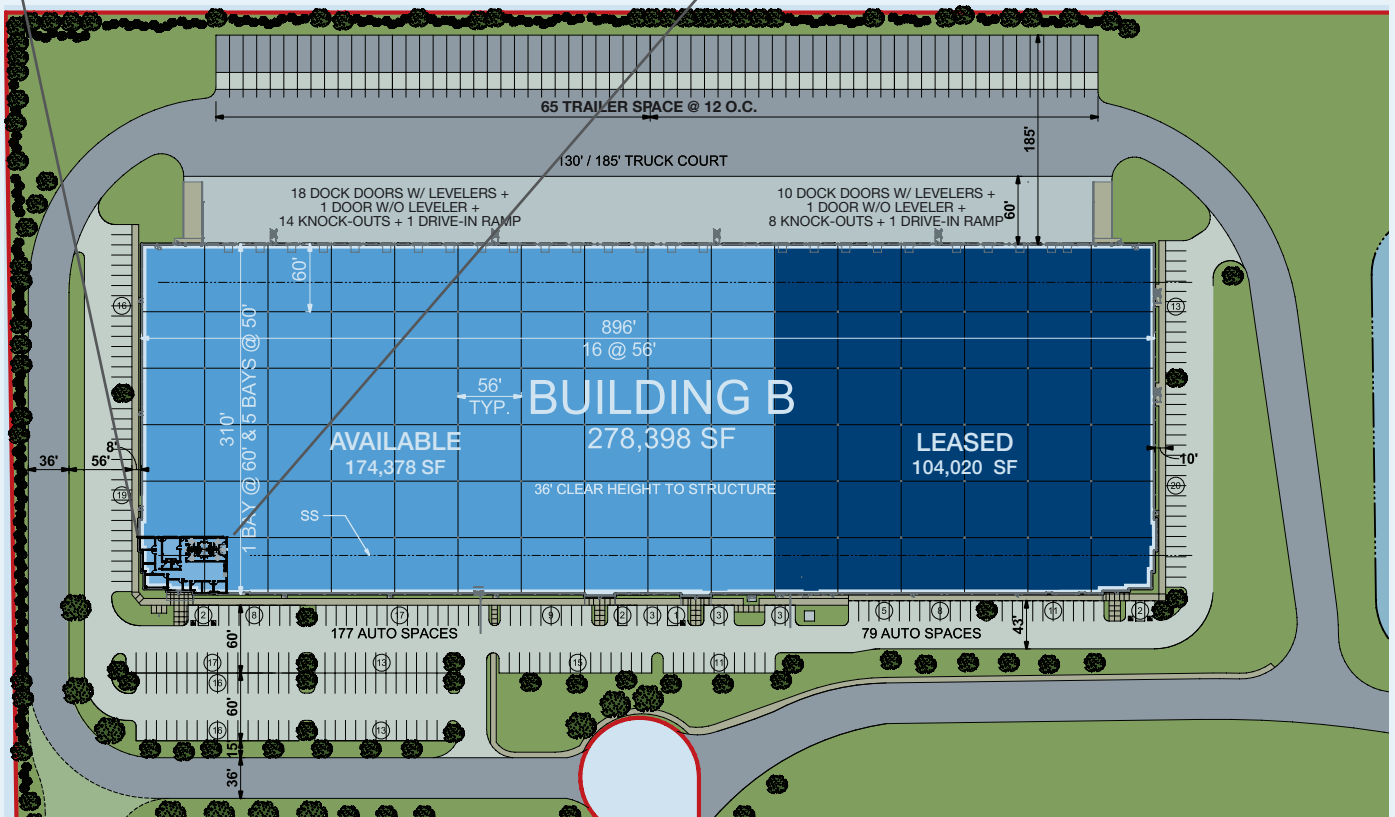 65 TRAILER SPACE @ 12 O.C.
185'
130' / 185' TRUCK COURT
18 DOCK DOORS W/ LEVELERS +
1 DOOR W/O LEVELER +
14 KNOCK-OUTS + 1 DRIVE-IN RAMP
10 DOCK DOORS W/ LEVELERS +
1 DOOR W/O LEVELER +
8 KNOCK-OUTS + 1 DRIVE-IN RAMP
60'
60'
16
13
896'
16 @ 56'
310'
1 BAY @ 60' & 5 BAYS @ 50'
56'
TYP.
BUILDING B
278,398 SF
AVAILABLE
174,378 SF
LEASED
104,020 SF
36' CLEAR HEIGHT TO STRUCTURE
8'
36'
56'
10'
19
20
SS
2
8
17
9
2
3
1
3
3
5
8
11
2
177 AUTO SPACES
79 AUTO SPACES
43'
60'
17
13
15
11
16
60'
16
13
15'
36'